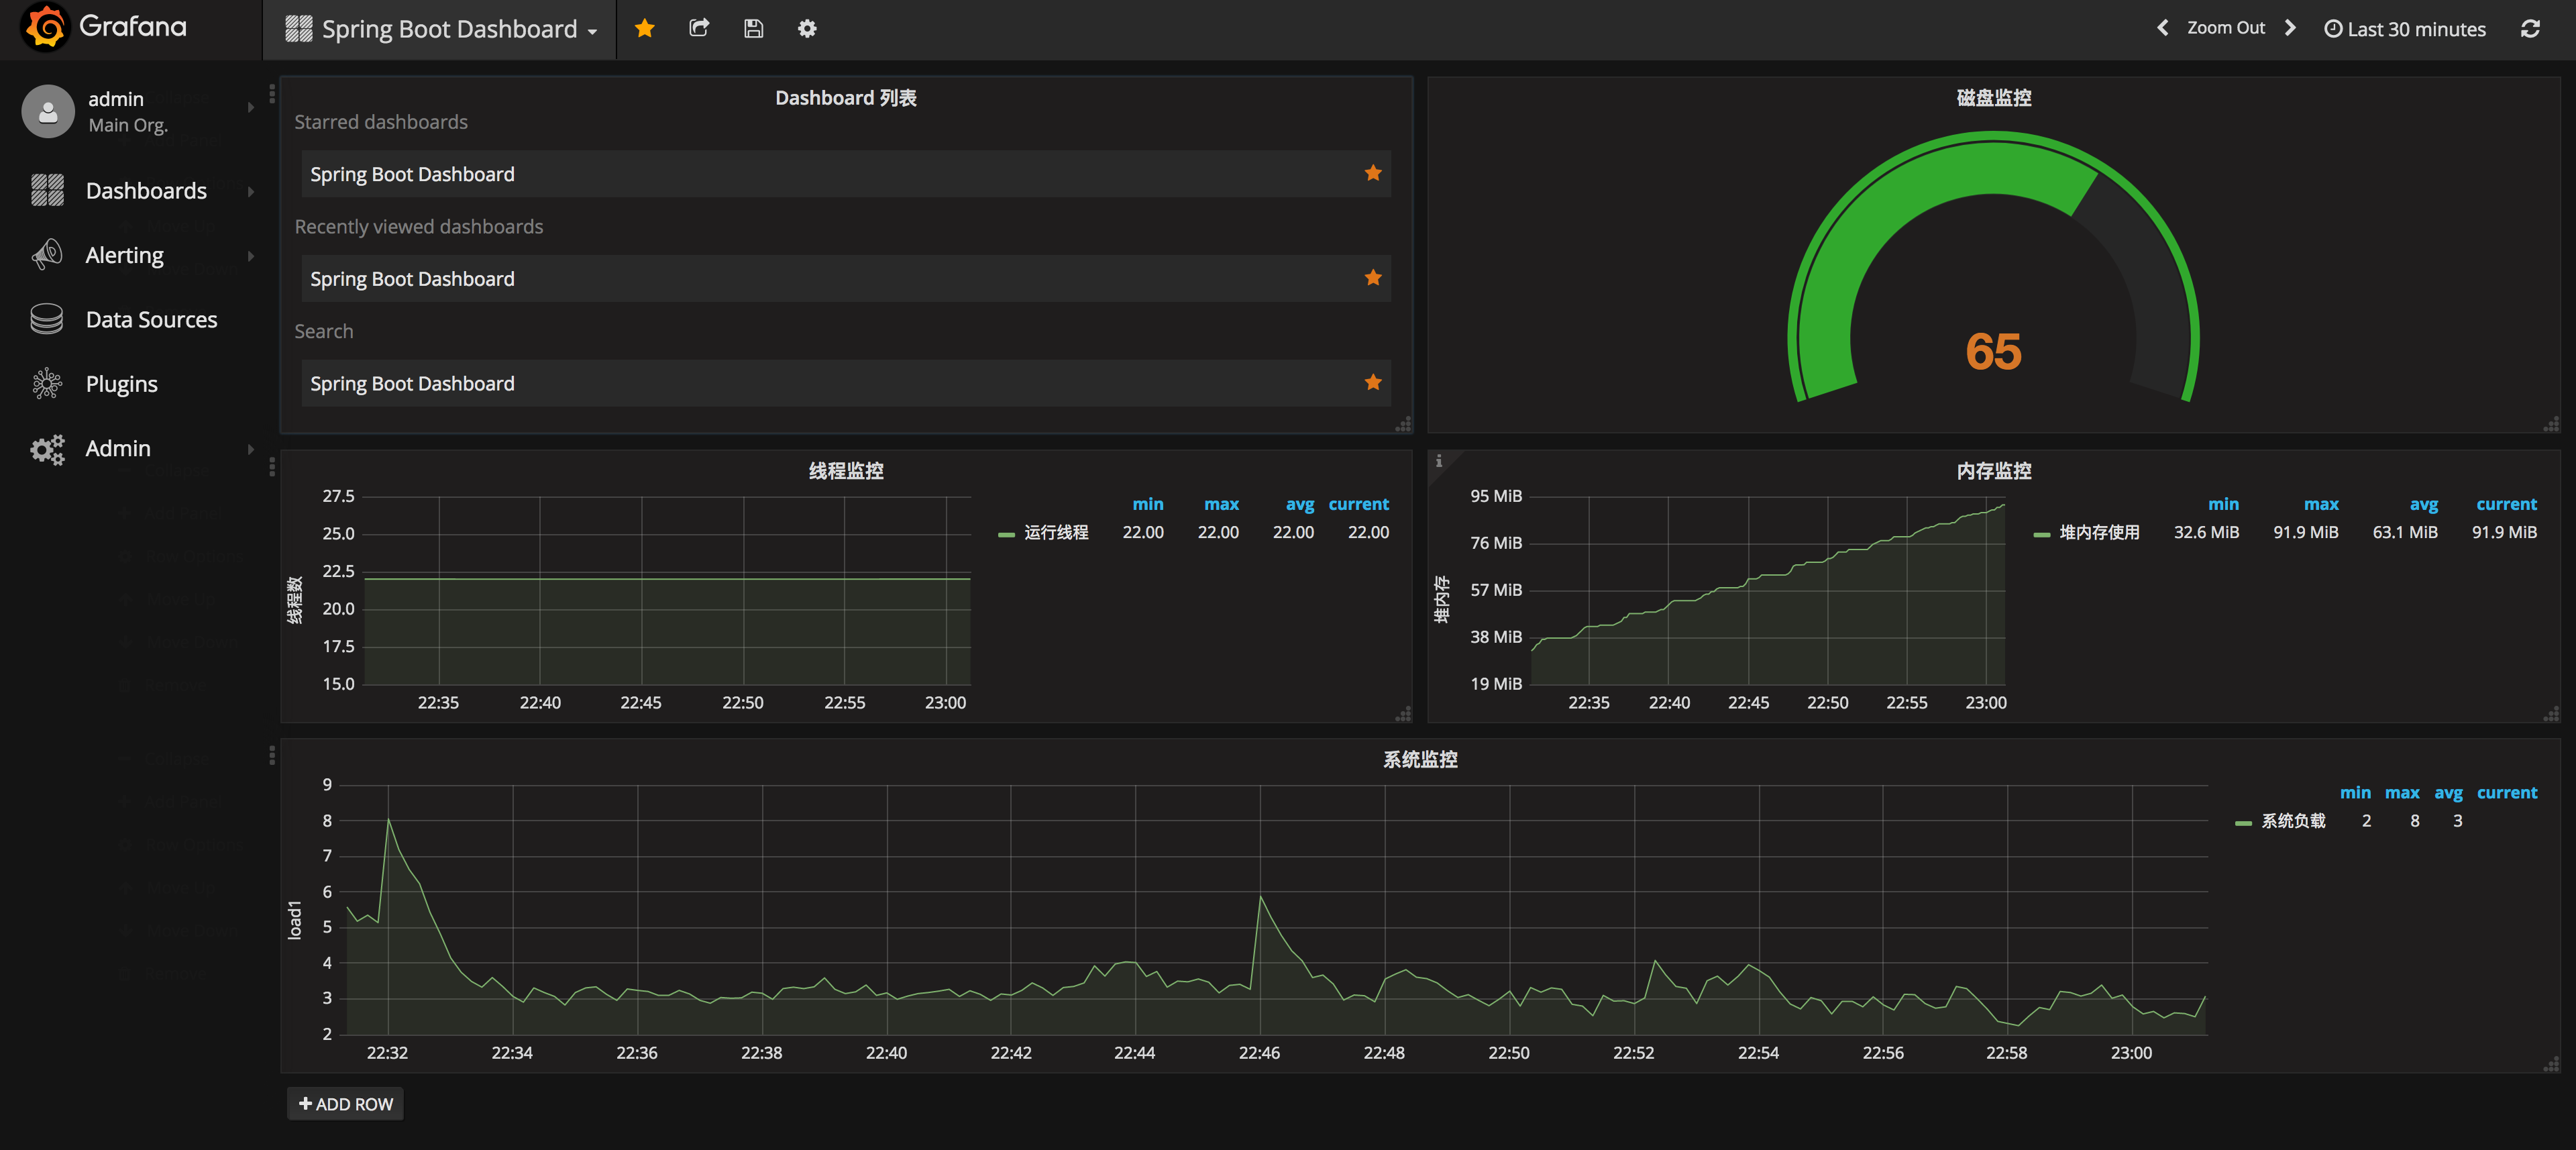 Grafana
Spring Boot Dashboard
Zoom Out
Last 30 minutes
admin
Main Org.
Dashboards
Alerting
Data Sources
Plugins
Admin
Dashboard 列表
Starred dashboards
Spring Boot Dashboard
Recently viewed dashboards
Spring Boot Dashboard
Search
Spring Boot Dashboard
磁盘监控
65
线程监控
线程数
27.5
25.0
22.5
20.0
17.5
15.0
22:35 22:40 22:45 22:50 22:55 23:00
min max avg current
运行线程 22.00 22.00 22.00 22.00
内存监控
堆内存
95 MiB
76 MiB
57 MiB
38 MiB
19 MiB
22:35 22:40 22:45 22:50 22:55 23:00
min max avg current
堆内存使用 32.6 MiB 91.9 MiB 63.1 MiB 91.9 MiB
系统监控
load1
9
8
7
6
5
4
3
2
22:32 22:34 22:36 22:38 22:40 22:42 22:44 22:46 22:48 22:50 22:52 22:54 22:56 22:58 23:00
min max avg current
系统负载 2 8 3
+ ADD ROW